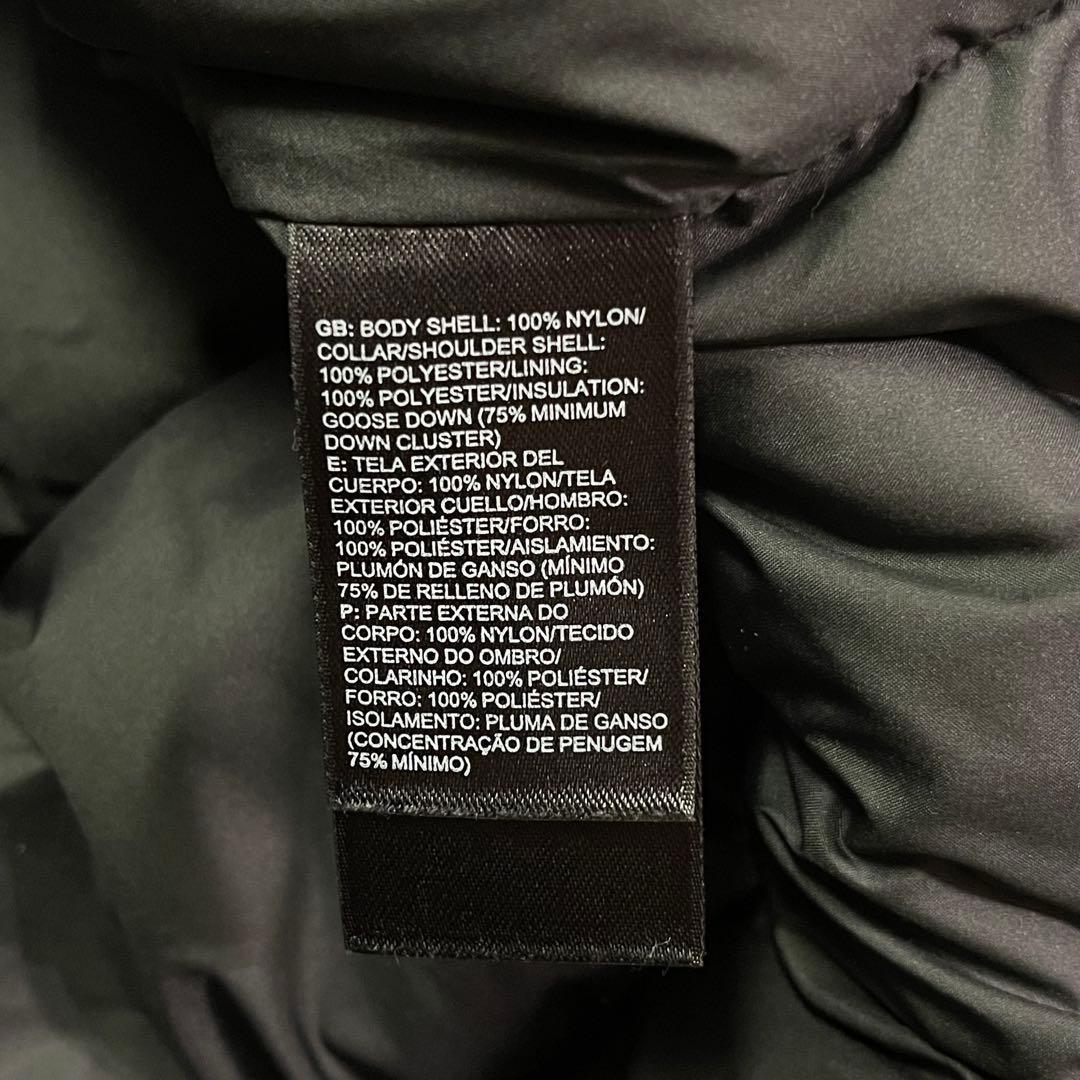 GB: BODY SHELL: 100% NYLON/
COLLAR/SHOULDER SHELL:
100% POLYESTER/LINING:
100% POLYESTER/INSULATION:
GOOSE DOWN (75% MINIMUM
DOWN CLUSTER)
E: TELA EXTERIOR DEL
CUERPO: 100% NYLON/TELA
EXTERIOR CUELLO/HOMBRO:
100% POLIÉSTER/FORRO:
100% POLIÉSTER/AISLAMIENTO:
PLUMÓN DE GANSO (MÍNIMO
75% DE RELLENO DE PLUMÓN)
P: PARTE EXTERNA DO
CORPO: 100% NYLON/TECIDO
EXTERNO DO OMBRO/
COLARINHO: 100% POLIÉSTER/
FORRO: 100% POLIÉSTER/
ISOLAMENTO: PLUMA DE GANSO
(CONCENTRAÇÃO DE PENUGEM
75% MÍNIMO)